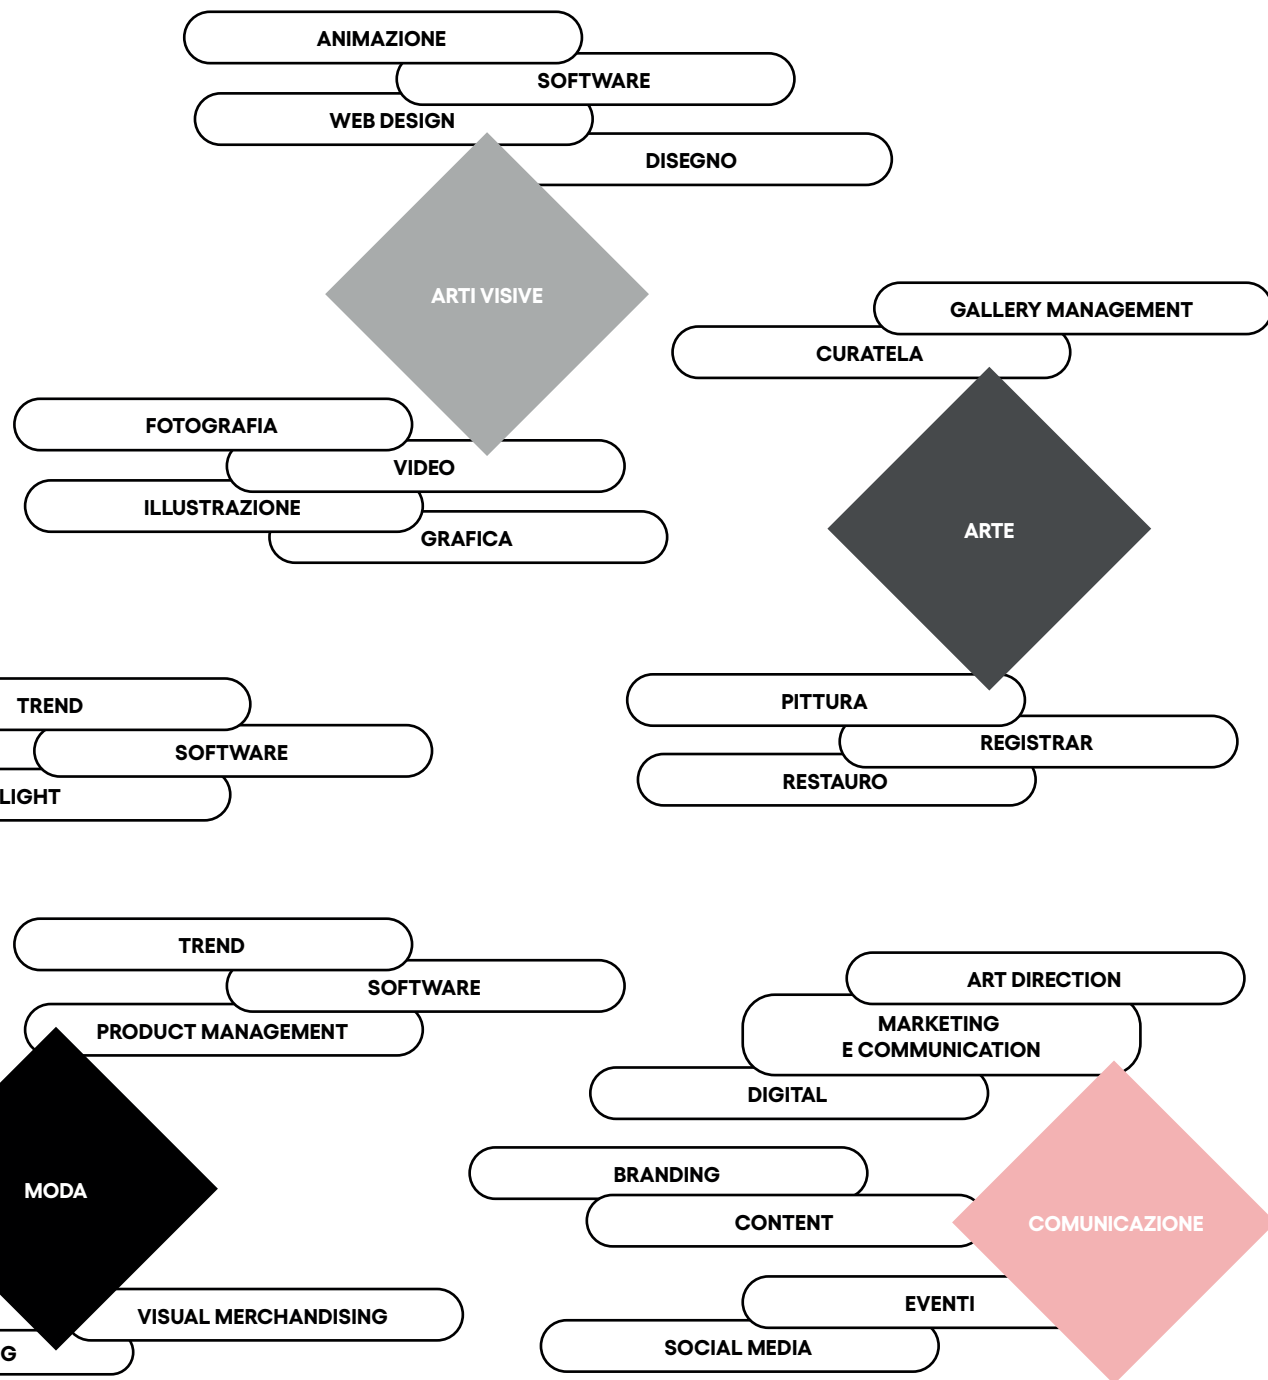 ANIMAZIONE
SOFTWARE
WEB DESIGN
DISEGNO
ARTI VISIVE
FOTOGRAFIA
VIDEO
ILLUSTRAZIONE
GRAFICA
GALLERY MANAGEMENT
CURATELA
ARTE
PITTURA
REGISTRAR
RESTAURO
TREND
SOFTWARE
LIGHT
TREND
SOFTWARE
PRODUCT MANAGEMENT
MODA
VISUAL MERCHANDISING
G
ART DIRECTION
MARKETING
E COMMUNICATION
DIGITAL
BRANDING
CONTENT
COMUNICAZIONE
EVENTI
SOCIAL MEDIA